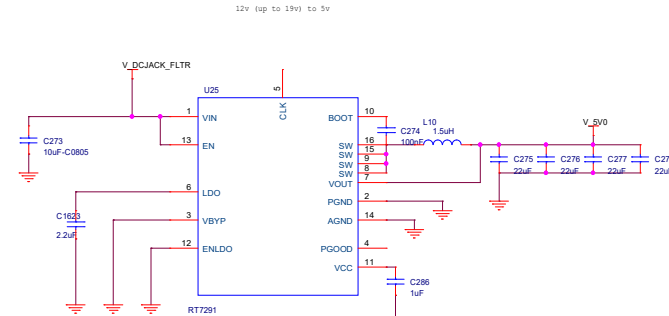 12v (up to 19v) to 5v
V_DCJACK_FLTR
U25
5
CLK
1
VIN
13
EN
6
LDO
3
VBYP
12
ENLDO
RT7291
BOOT
10
SW
16
SW
15
SW
9
SW
8
VOUT
7
PGND
2
AGND
14
PGOOD
4
VCC
11
C273
10uF-C0805
C1623
2.2uF
C274
100nF
L10
1.5uH
V_5V0
C275
22uF
C276
22uF
C277
22uF
C27
22u
C286
1uF